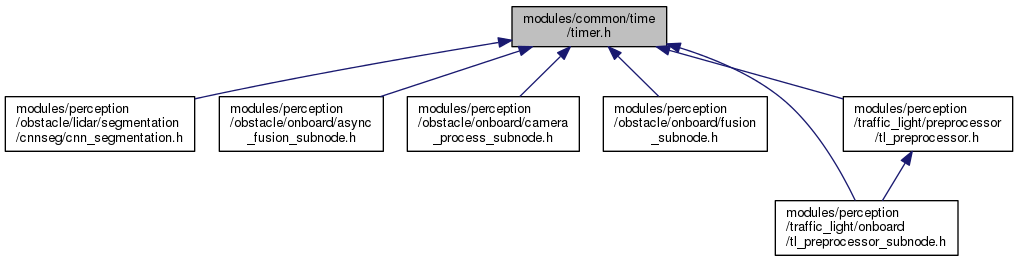 modules/common/time
/timer.h
modules/perception
/obstacle/lidar/segmentation
/cnnseg/cnn_segmentation.h
modules/perception
/obstacle/onboard/async
_fusion_subnode.h
modules/perception
/obstacle/onboard/camera
_process_subnode.h
modules/perception
/obstacle/onboard/fusion
_subnode.h
modules/perception
/traffic_light/preprocessor
/tl_preprocessor.h
modules/perception
/traffic_light/onboard
/tl_preprocessor_subnode.h